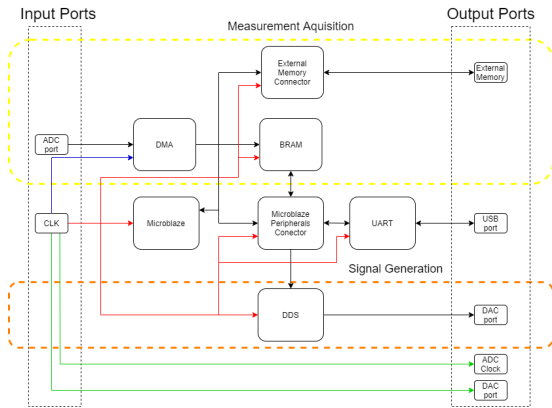 Input Ports
Output Ports
Measurement Aquisition
External
Memory
Connector
External
Memory
ADC
port
DMA
BRAM
CLK
Microblaze
Microblaze
Peripherals
Conector
UART
USB
port
Signal Generation
DDS
DAC
port
ADC
Clock
DAC
port